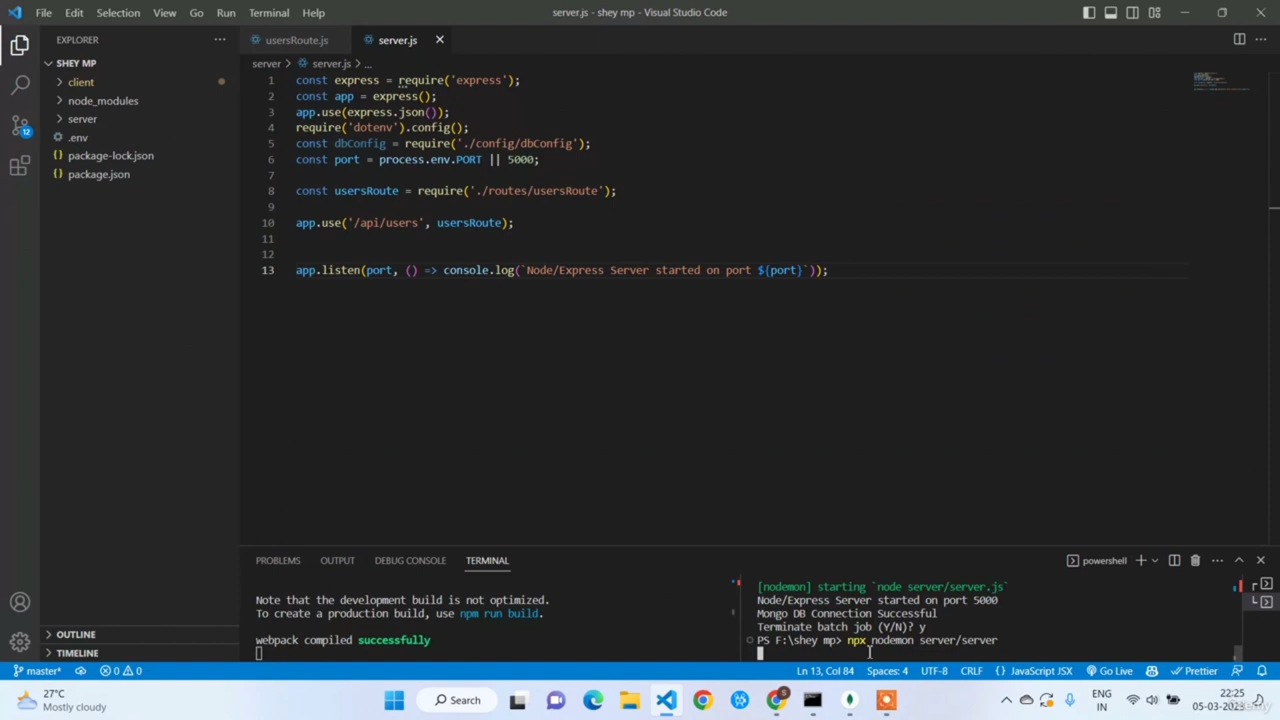 File Edit Selection View Go Run Terminal Help
server.js - shey mp - Visual Studio Code
EXPLORER
SHEY MP
client
node_modules
server
.env
package-lock.json
package.json
OUTLINE
TIMELINE
usersRoute.js
server.js
server > server.js > ...
1 const express = require('express');
2 const app = express();
3 app.use(express.json());
4 require('dotenv').config();
5 const dbConfig = require('./config/dbConfig');
6 const port = process.env.PORT || 5000;
7
8 const usersRoute = require('./routes/usersRoute');
9
10 app.use('/api/users', usersRoute);
11
12
13 app.listen(port, () => console.log(`Node/Express Server started on port ${port}`));
PROBLEMS OUTPUT DEBUG CONSOLE TERMINAL
powershell
Note that the development build is not optimized.
To create a production build, use npm run build.
webpack compiled successfully
[nodemon] starting `node server/server.js`
Node/Express Server started on port 5000
Mongo DB Connection Successful
Terminate batch job (Y/N)? y
PS F:\shey mp> npx nodemon server/server
12
master* 0 0
Ln 13, Col 84 Spaces: 4 UTF-8 CRLF {} JavaScript JSX Go Live Prettier
27°C
Mostly cloudy
Search
ENG
IN
22:25